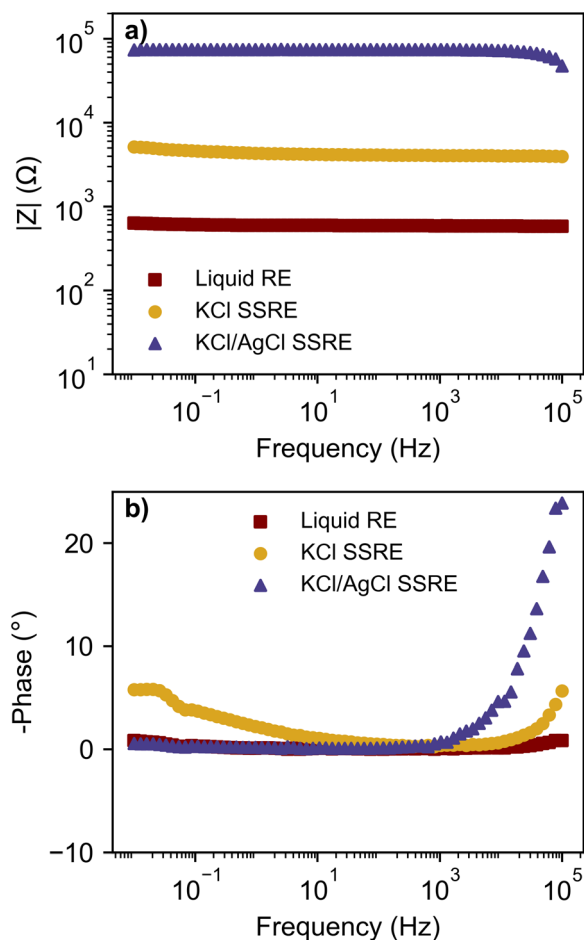 a)
10^5
10^4
10^3
10^2
10^1
|Z| (Ω)
Liquid RE
KCl SSRE
KCl/AgCl SSRE
10^−1 10^1 10^3 10^5
Frequency (Hz)
b)
20
10
0
−10
-Phase (°)
Liquid RE
KCl SSRE
KCl/AgCl SSRE
10^−1 10^1 10^3 10^5
Frequency (Hz)